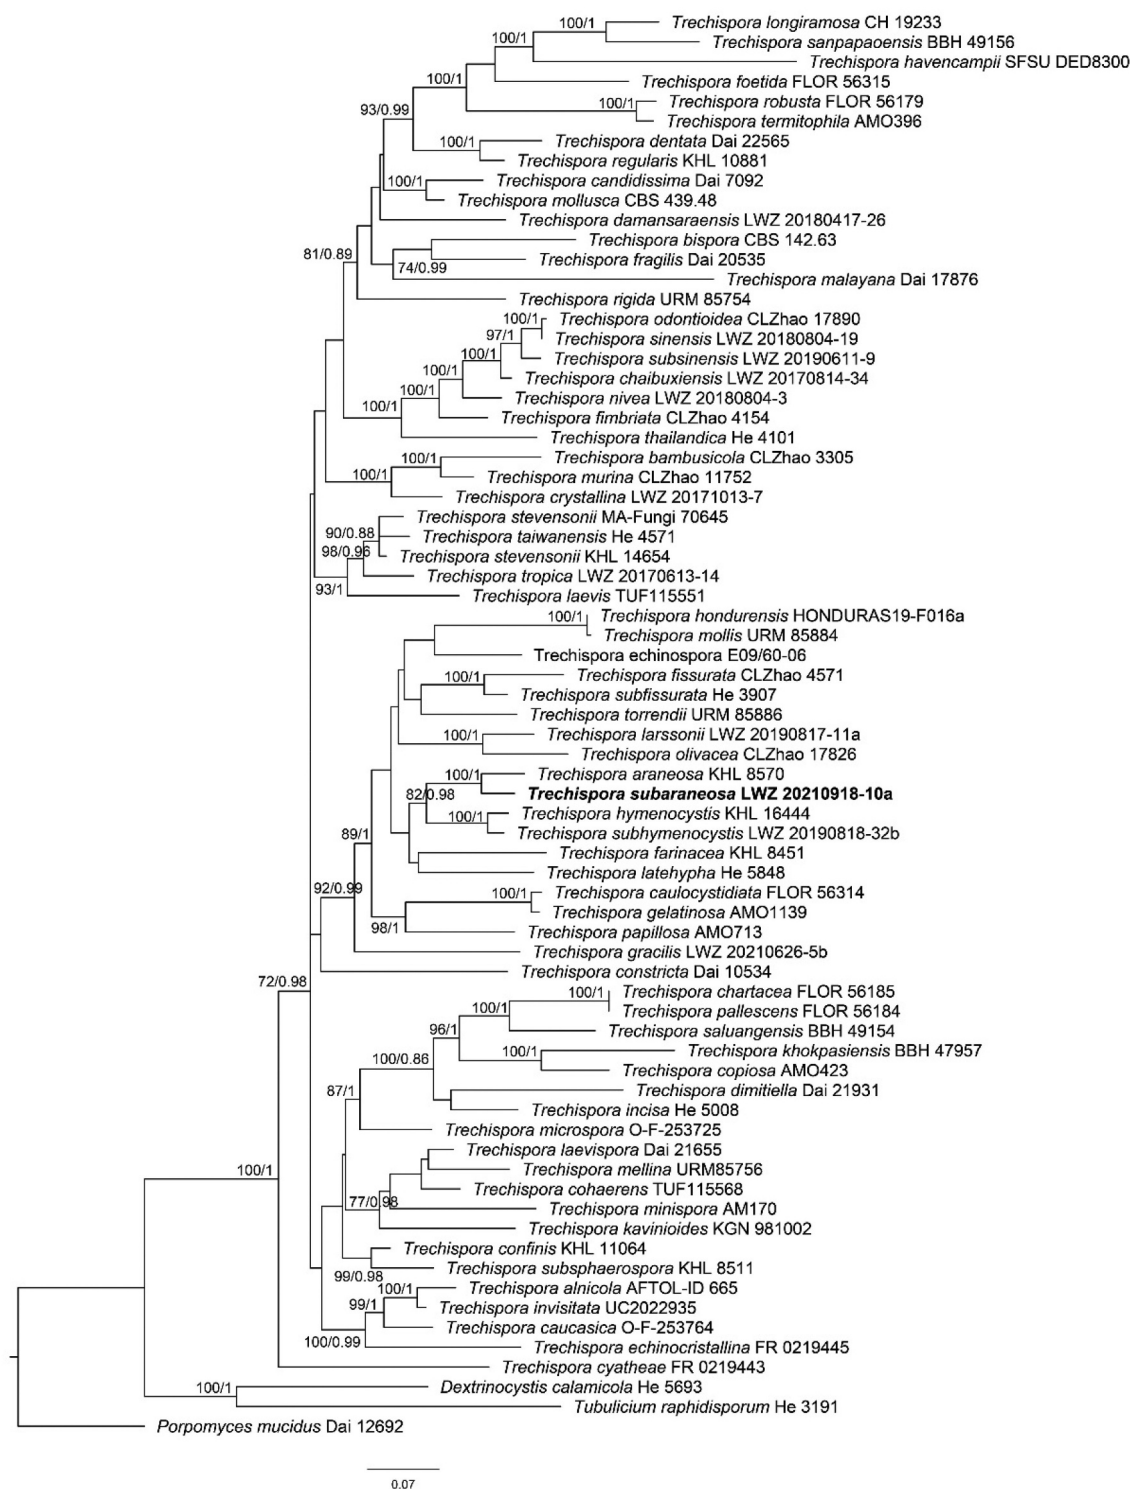 100/1 Trechispora longiramosa CH 19233
100/1 Trechispora sanpapaoensis BBH 49156
Trechispora havencampii SFSU DED8300
100/1 Trechispora foetida FLOR 56315
93/0.99 100/1 Trechispora robusta FLOR 56179
Trechispora termitophila AMO396
100/1 Trechispora dentata Dai 22565
Trechispora regularis KHL 10881
100/1 Trechispora candidissima Dai 7092
Trechispora mollusca CBS 439.48
Trechispora damansaraensis LWZ 20180417-26
Trechispora bispora CBS 142.63
81/0.89 Trechispora fragilis Dai 20535
74/0.99 Trechispora malayana Dai 17876
Trechispora rigida URM 85754
100/1 Trechispora odontioidea CLZhao 17890
97/1 Trechispora sinensis LWZ 20180804-19
100/1 Trechispora subsinensis LWZ 20190611-9
100/1 Trechispora chaibuxiensis LWZ 20170814-34
100/1 Trechispora nivea LWZ 20180804-3
100/1 Trechispora fimbriata CLZhao 4154
Trechispora thailandica He 4101
100/1 Trechispora bambusicola CLZhao 3305
100/1 Trechispora murina CLZhao 11752
Trechispora crystallina LWZ 20171013-7
Trechispora stevensonii MA-Fungi 70645
90/0.88 Trechispora taiwanensis He 4571
98/0.96 Trechispora stevensonii KHL 14654
Trechispora tropica LWZ 20170613-14
93/1 Trechispora laevis TUF115551
100/1 Trechispora hondurensis HONDURAS19-F016a
Trechispora mollis URM 85884
Trechispora echinospora E09/60-06
100/1 Trechispora fissurata CLZhao 4571
Trechispora subfissurata He 3907
Trechispora torrendii URM 85886
100/1 Trechispora larssonii LWZ 20190817-11a
Trechispora olivacea CLZhao 17826
100/1 Trechispora araneosa KHL 8570
82/0.98 Trechispora subaraneosa LWZ 20210918-10a
100/1 Trechispora hymenocystis KHL 16444
89/1 Trechispora subhymenocystis LWZ 20190818-32b
Trechispora farinacea KHL 8451
Trechispora latehypha He 5848
92/0.99 100/1 Trechispora caulocystidiata FLOR 56314
Trechispora gelatinosa AMO1139
98/1 Trechispora papillosa AMO713
Trechispora gracilis LWZ 20210626-5b
Trechispora constricta Dai 10534
72/0.98 100/1 Trechispora chartacea FLOR 56185
100/1 Trechispora pallescens FLOR 56184
96/1 Trechispora saluangensis BBH 49154
100/0.86 100/1 Trechispora khokpasiensis BBH 47957
Trechispora copiosa AMO423
87/1 Trechispora dimitiella Dai 21931
Trechispora incisa He 5008
Trechispora microspora O-F-253725
Trechispora laevispora Dai 21655
100/1 Trechispora mellina URM85756
Trechispora cohaerens TUF115568
77/0.98 Trechispora minispora AM170
Trechispora kavinioides KGN 981002
Trechispora confinis KHL 11064
99/0.98 Trechispora subsphaerospora KHL 8511
100/1 Trechispora alnicola AFTOL-ID 665
99/1 Trechispora invisitata UC2022935
Trechispora caucasica O-F-253764
100/0.99 Trechispora echinocristallina FR 0219445
Trechispora cyatheae FR 0219443
100/1 Dextrinocystis calamicola He 5693
Tubulicium raphidisporum He 3191
Porpomyces mucidus Dai 12692
0.07